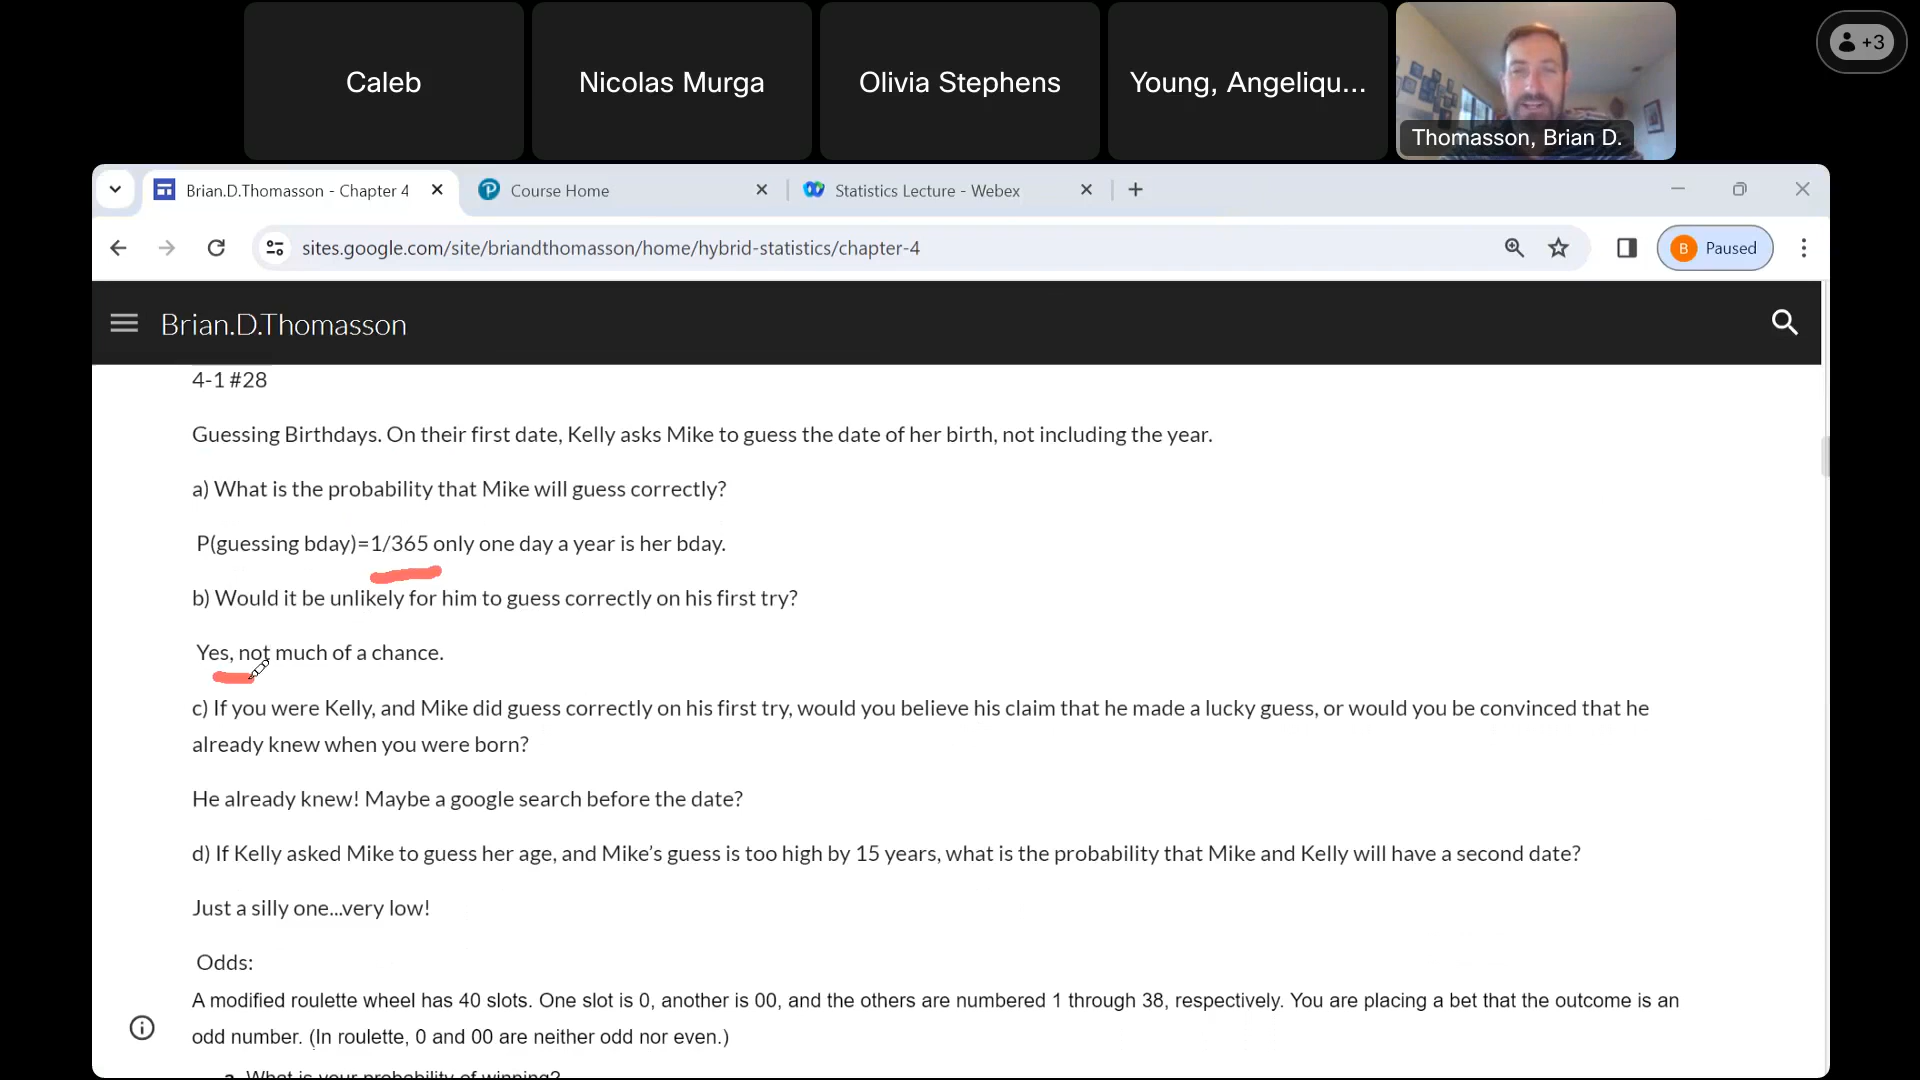 Caleb
Nicolas Murga
Olivia Stephens
Young, Angeliqu...
Thomasson, Brian D.
+3
Brian.D.Thomasson - Chapter 4
Course Home
Statistics Lecture - Webex
sites.google.com/site/briandthomasson/home/hybrid-statistics/chapter-4
B
Paused
Brian.D.Thomasson
4-1 #28
Guessing Birthdays. On their first date, Kelly asks Mike to guess the date of her birth, not including the year.
a) What is the probability that Mike will guess correctly?
P(guessing bday)=1/365 only one day a year is her bday.
b) Would it be unlikely for him to guess correctly on his first try?
Yes, not much of a chance.
c) If you were Kelly, and Mike did guess correctly on his first try, would you believe his claim that he made a lucky guess, or would you be convinced that he
already knew when you were born?
He already knew! Maybe a google search before the date?
d) If Kelly asked Mike to guess her age, and Mike’s guess is too high by 15 years, what is the probability that Mike and Kelly will have a second date?
Just a silly one...very low!
Odds:
A modified roulette wheel has 40 slots. One slot is 0, another is 00, and the others are numbered 1 through 38, respectively. You are placing a bet that the outcome is an
odd number. (In roulette, 0 and 00 are neither odd nor even.)
a. What is your probability of winning?